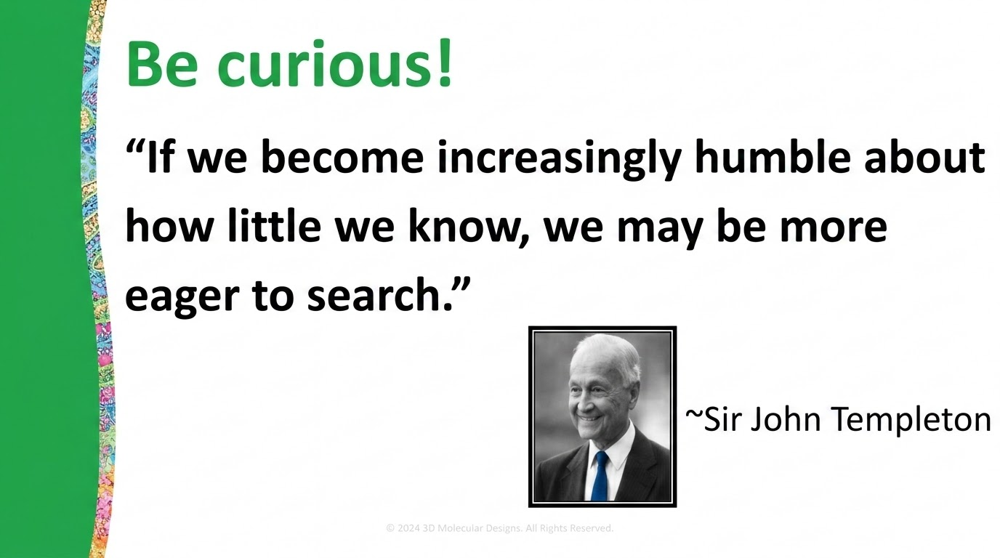 Be curious!
“If we become increasingly humble about
how little we know, we may be more
eager to search.”
~Sir John Templeton
© 2024 3D Molecular Designs. All Rights Reserved.